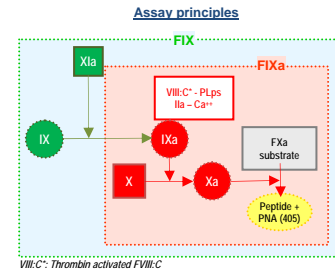 Assay principles
FIX
XIa
FIXa
VIII:C* - PLps
IIa – Ca++
IX
IXa
FXa
substrate
X
Xa
Peptide +
PNA (405)
VIII:C*: Thrombin activated FVIII:C